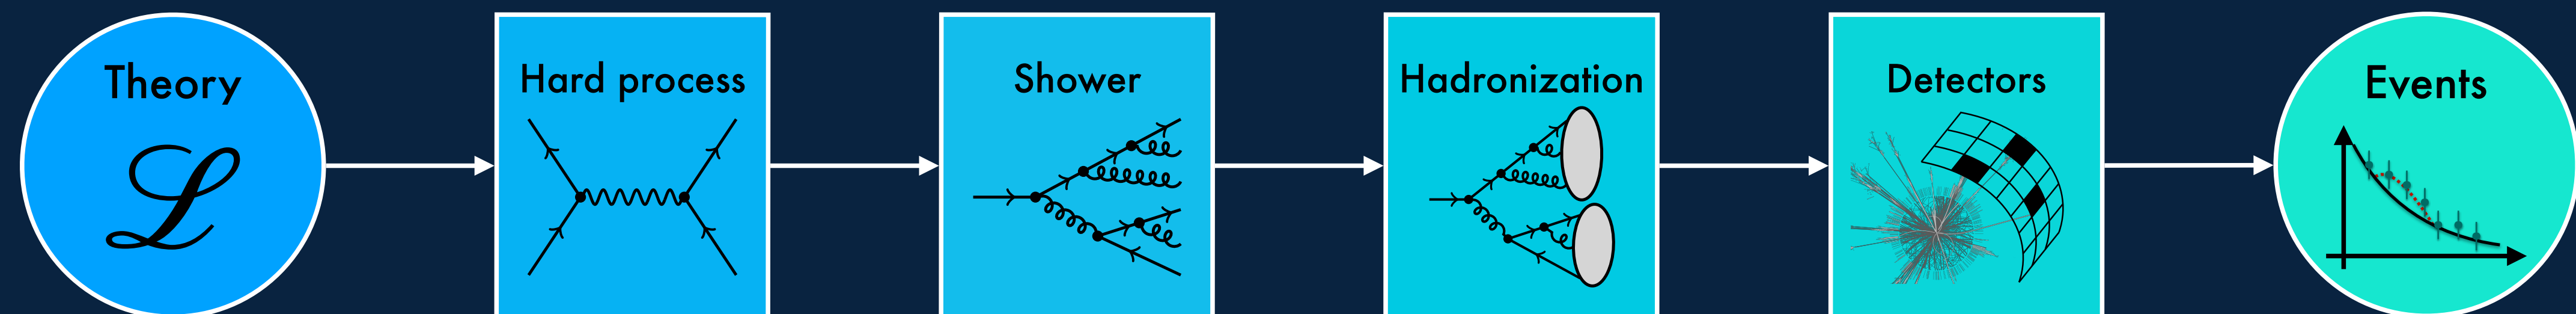 Theory
ℒ
Hard process
Shower
Hadronization
Detectors
Events